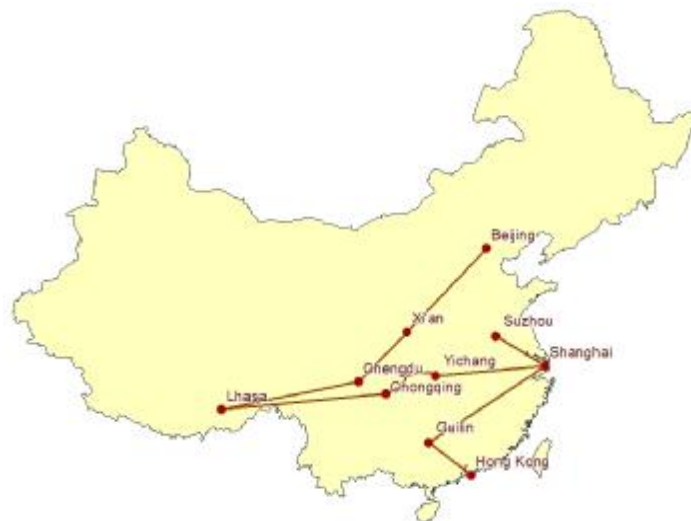 Beijing
Xi'an
Suzhou
Shanghai
Chengdu
Yichang
Chongqing
Lhasa
Guilin
Hong Kong